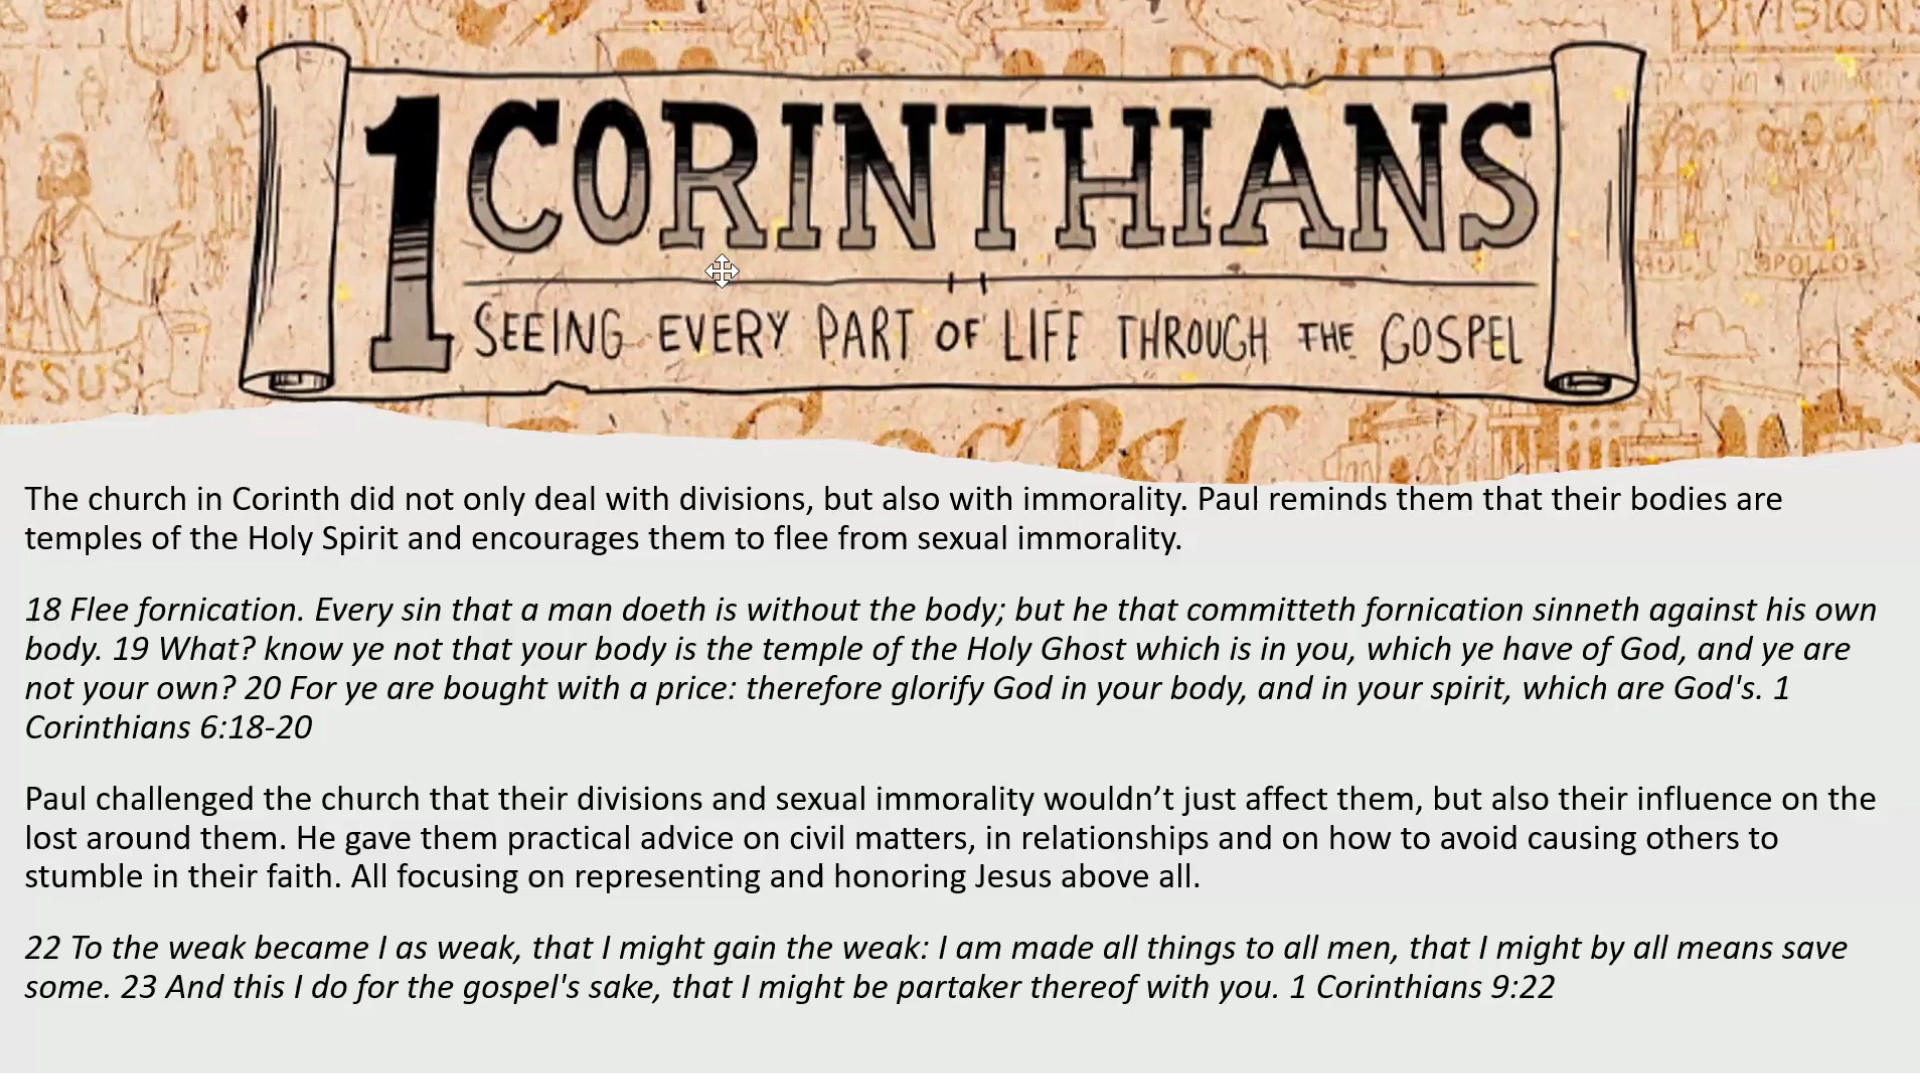 UNITY
DIVISION
POWER
1 CORINTHIANS
SEEING EVERY PART OF LIFE THROUGH THE GOSPEL
PAUL
APOLLOS
JESUS
GOSPEL
The church in Corinth did not only deal with divisions, but also with immorality. Paul reminds them that their bodies are
temples of the Holy Spirit and encourages them to flee from sexual immorality.
18 Flee fornication. Every sin that a man doeth is without the body; but he that committeth fornication sinneth against his own
body. 19 What? know ye not that your body is the temple of the Holy Ghost which is in you, which ye have of God, and ye are
not your own? 20 For ye are bought with a price: therefore glorify God in your body, and in your spirit, which are God's. 1
Corinthians 6:18-20
Paul challenged the church that their divisions and sexual immorality wouldn’t just affect them, but also their influence on the
lost around them. He gave them practical advice on civil matters, in relationships and on how to avoid causing others to
stumble in their faith. All focusing on representing and honoring Jesus above all.
22 To the weak became I as weak, that I might gain the weak: I am made all things to all men, that I might by all means save
some. 23 And this I do for the gospel's sake, that I might be partaker thereof with you. 1 Corinthians 9:22